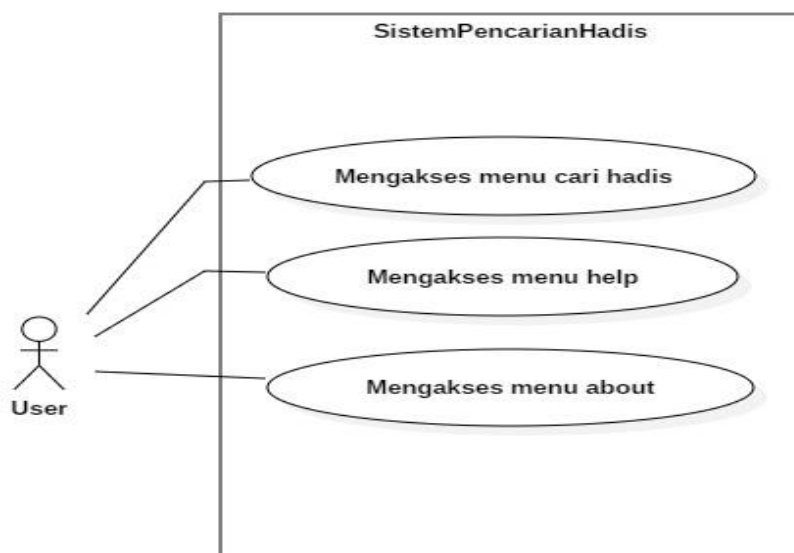 SistemPencarianHadis
Mengakses menu cari hadis
Mengakses menu help
Mengakses menu about
User